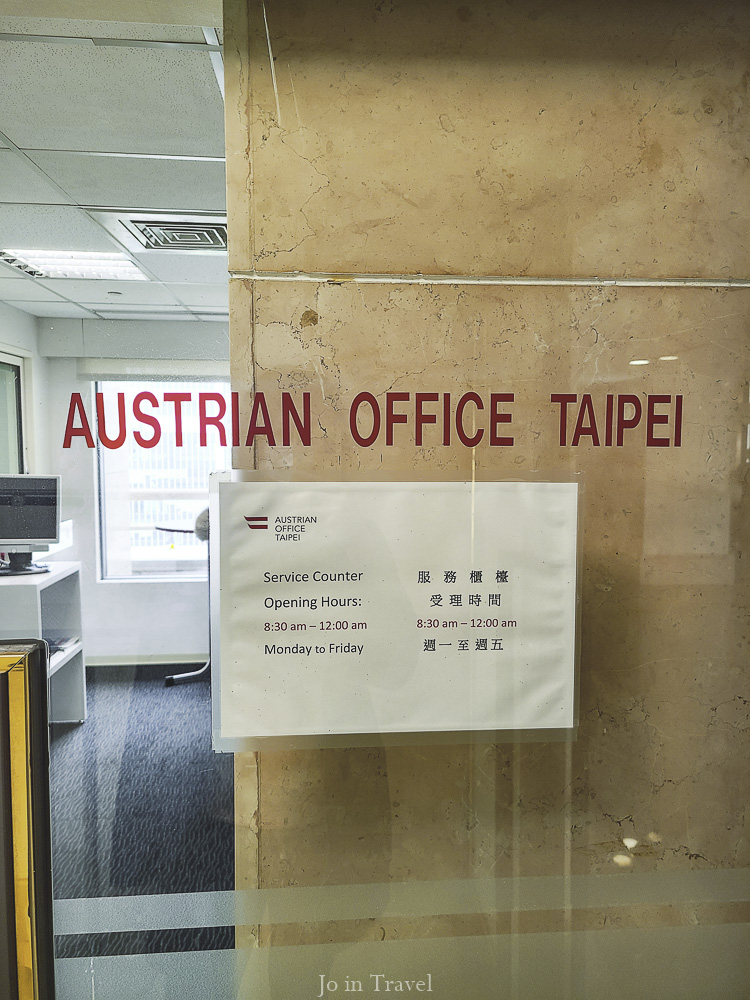 AUSTRIAN OFFICE TAIPEI
AUSTRIAN
OFFICE
TAIPEI
Service Counter
Opening Hours:
8:30 am – 12:00 am
Monday to Friday
服務櫃檯
受理時間
8:30 am – 12:00 am
週一至週五
Jo in Travel